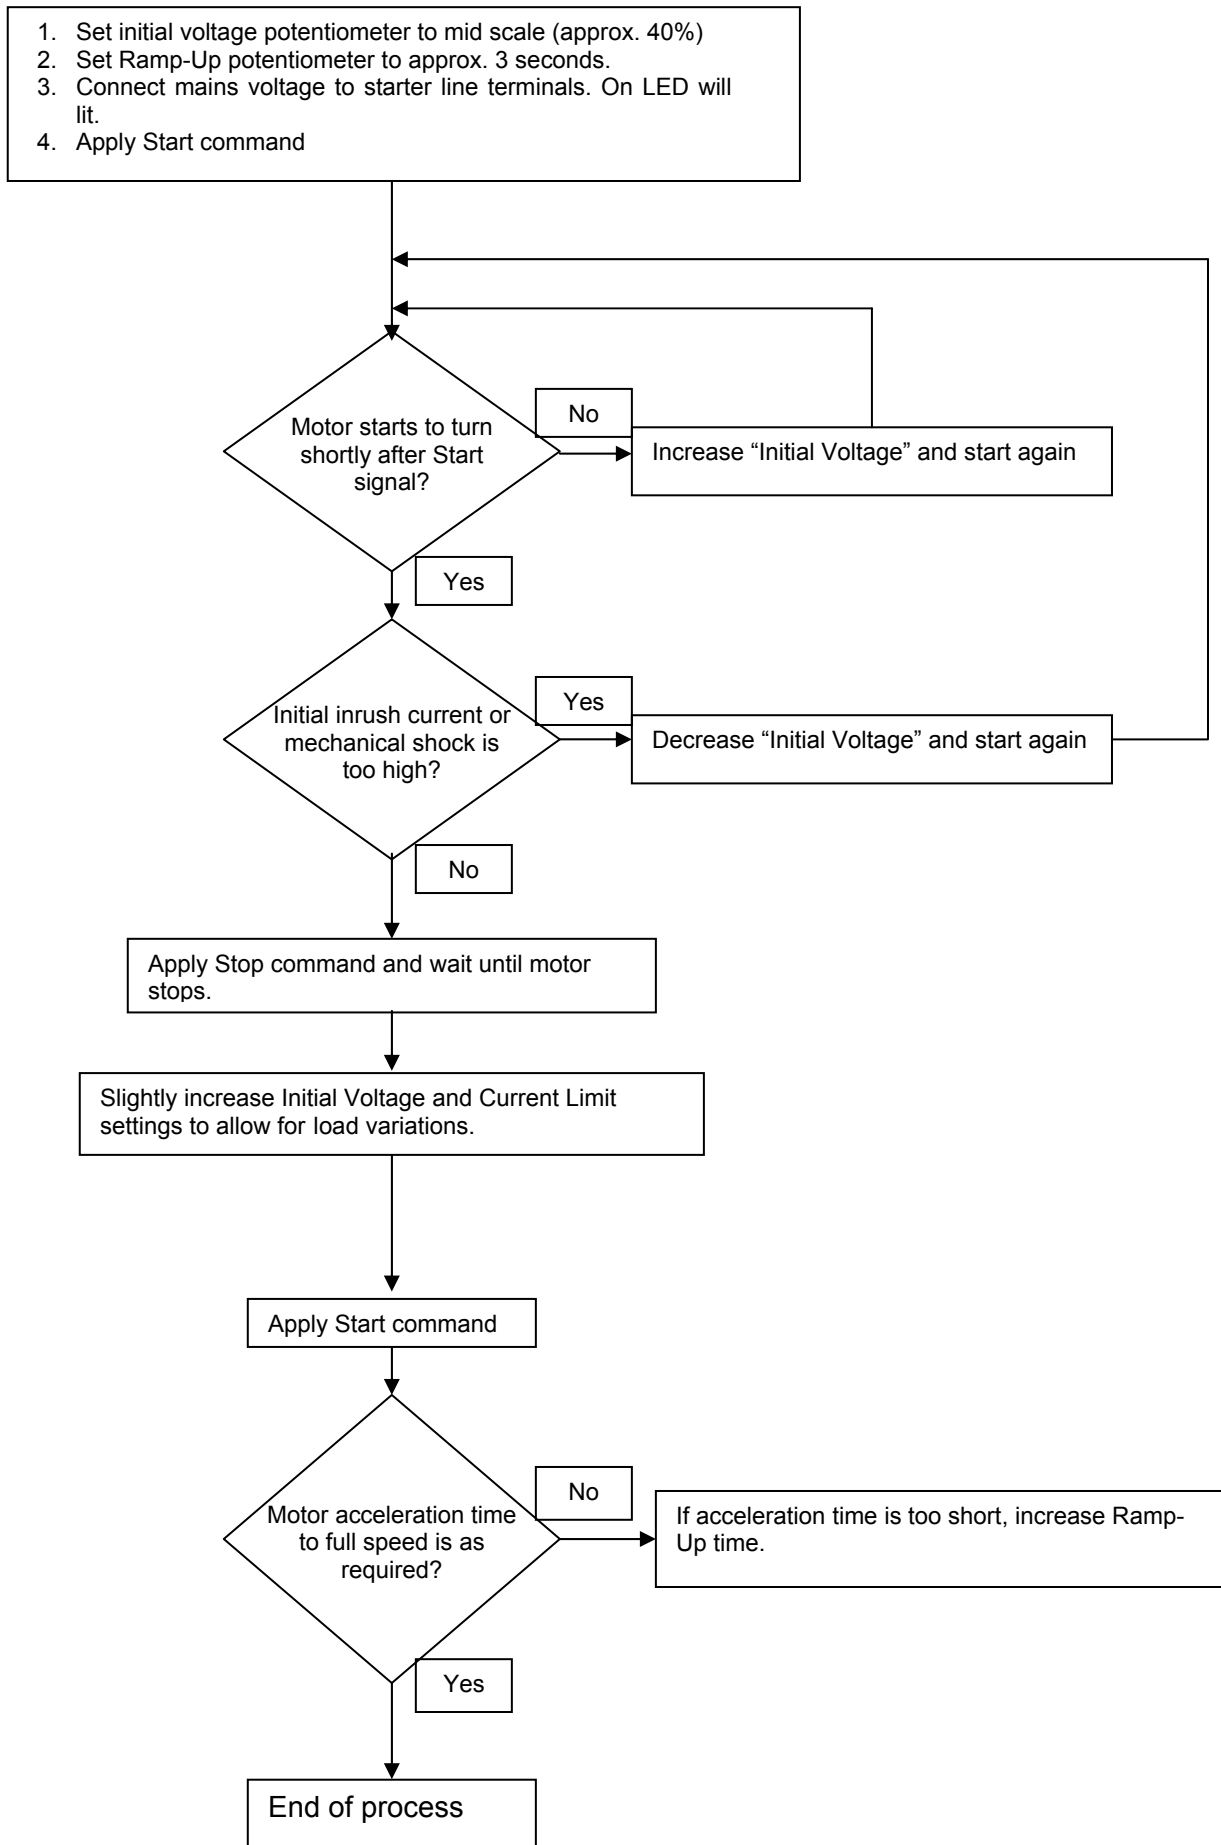 1. Set initial voltage potentiometer to mid scale (approx. 40%)
2. Set Ramp-Up potentiometer to approx. 3 seconds.
3. Connect mains voltage to starter line terminals. On LED will
lit.
4. Apply Start command
Motor starts to turn
shortly after Start
signal?
No
Increase “Initial Voltage” and start again
Yes
Initial inrush current or
mechanical shock is
too high?
Yes
Decrease “Initial Voltage” and start again
No
Apply Stop command and wait until motor
stops.
Slightly increase Initial Voltage and Current Limit
settings to allow for load variations.
Apply Start command
Motor acceleration time
to full speed is as
required?
No
If acceleration time is too short, increase Ramp-
Up time.
Yes
End of process